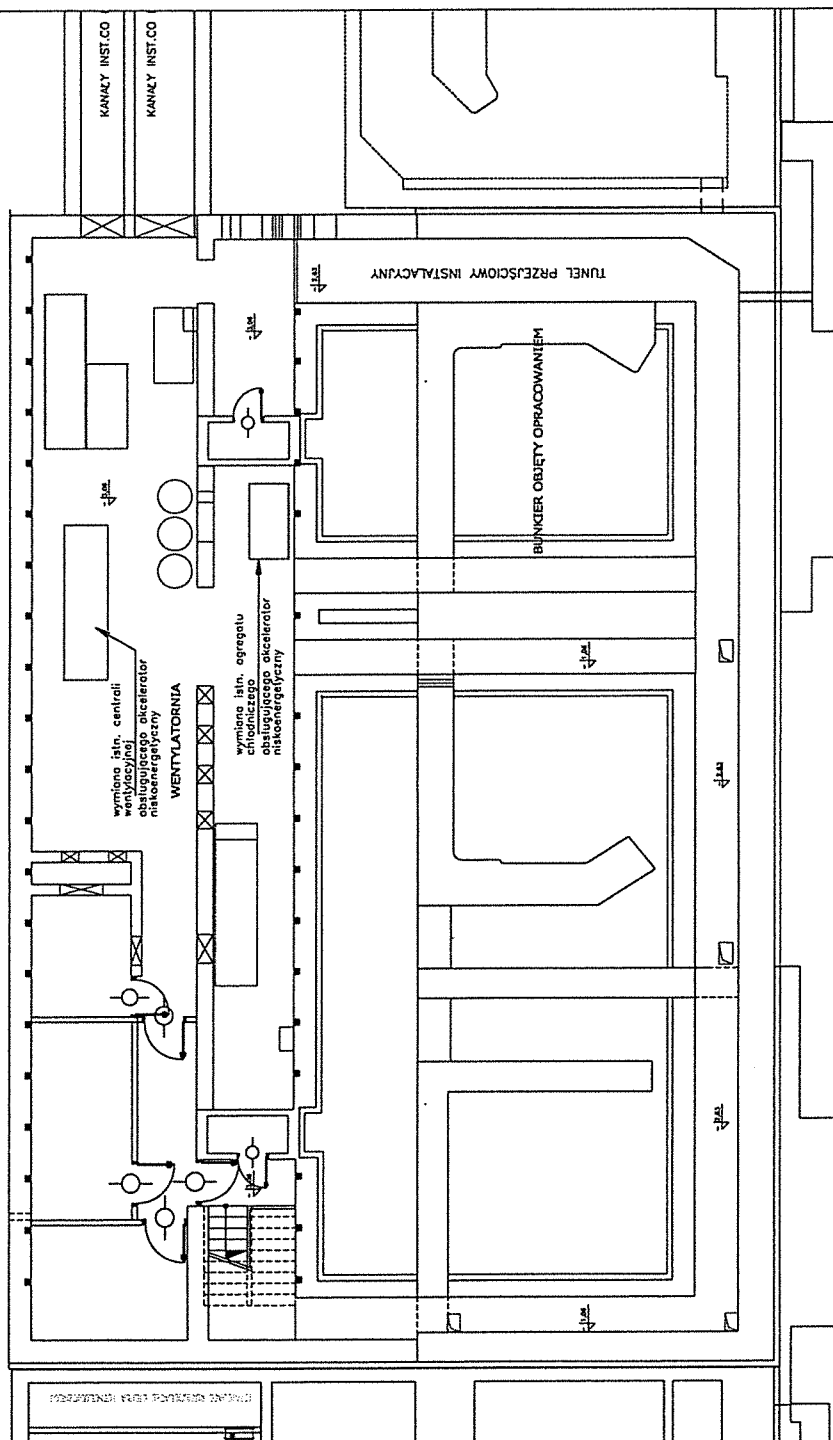 KANAŁY INST.CO
KANAŁY INST.CO
TUNEL PRZEJŚCIOWY INSTALACYJNY
BUNKIER OBJĘTY OPRACOWANIEM
wymiana istn. centrali
wentylacyjnej
obsługującego akcelerator
niskoenergetyczny
WENTYLATORNIA
wymiana istn. agregatu
chłodniczego
obsługującego akcelerator
niskoenergetyczny